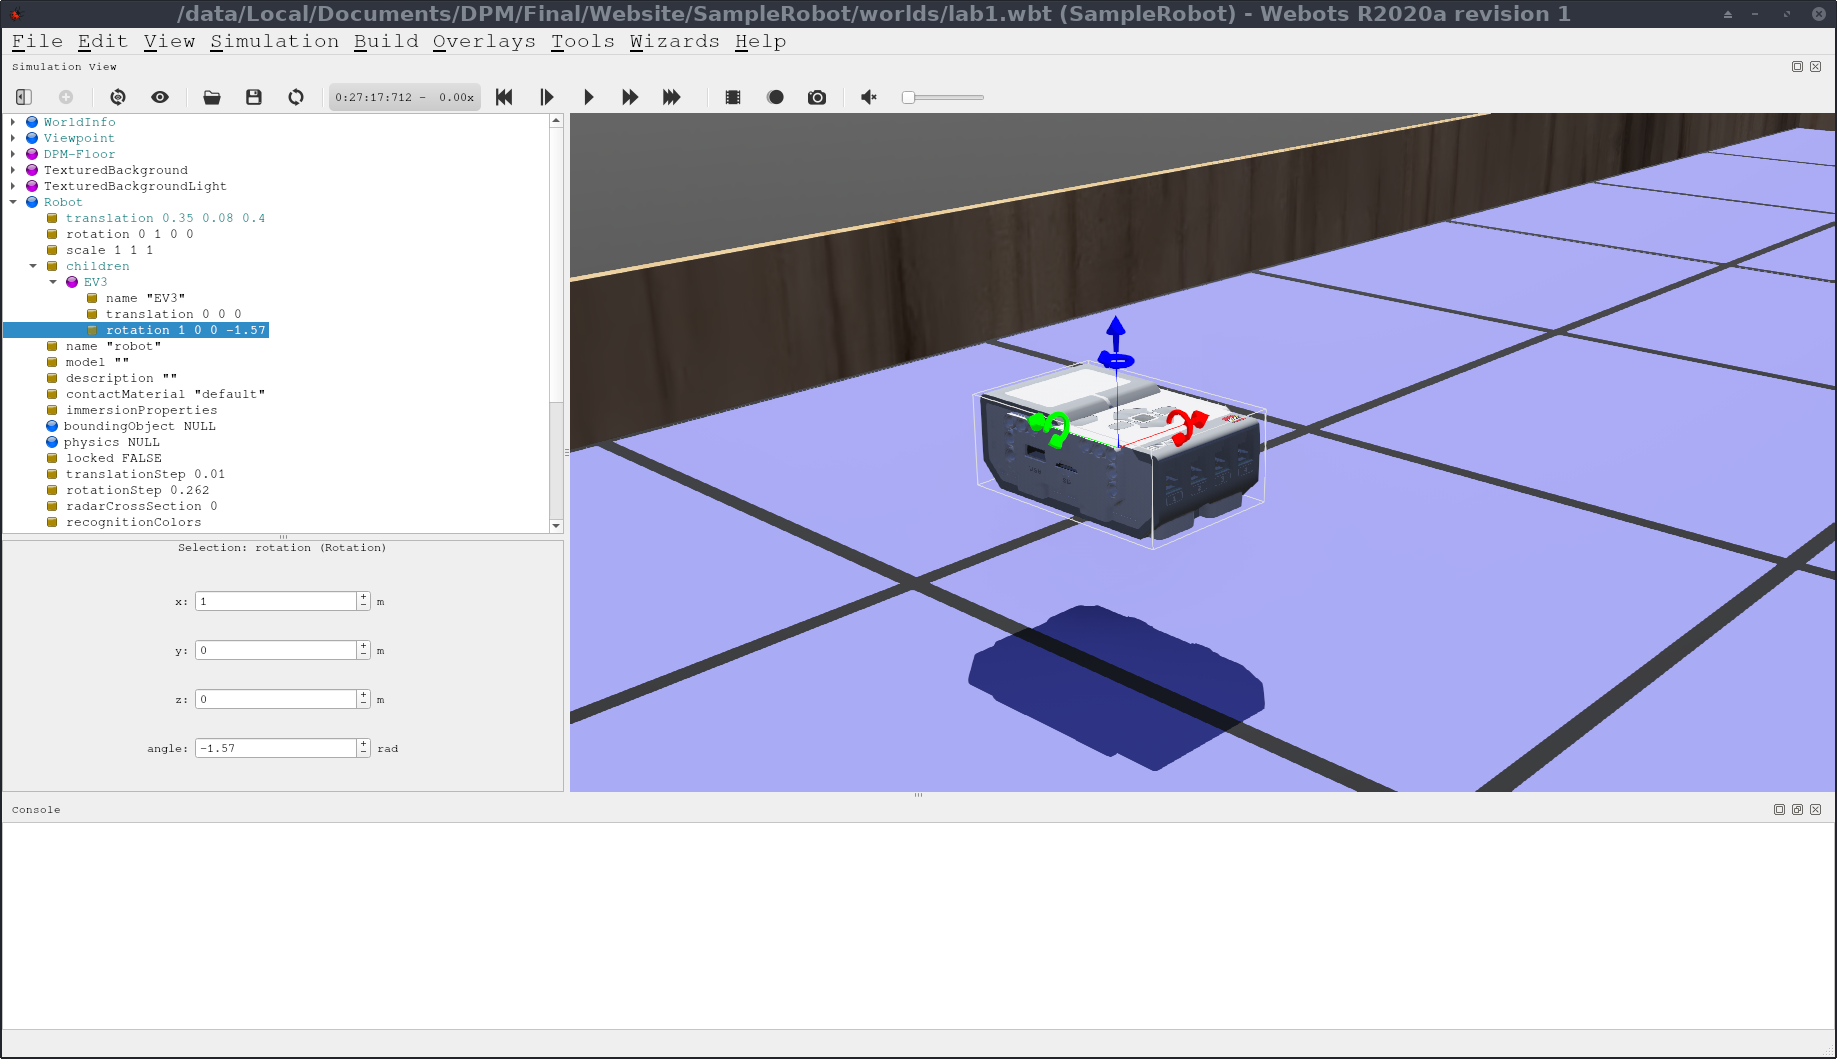 /data/Local/Documents/DPM/Final/Website/SampleRobot/worlds/lab1.wbt (SampleRobot) - Webots R2020a revision 1
File Edit View Simulation Build Overlays Tools Wizards Help
Simulation View
0:27:17:712 - 0.00x
WorldInfo
Viewpoint
DPM-Floor
TexturedBackground
TexturedBackgroundLight
Robot
translation 0.35 0.08 0.4
rotation 0 1 0 0
scale 1 1 1
children
EV3
name "EV3"
translation 0 0 0
rotation 1 0 0 -1.57
name "robot"
model ""
description ""
contactMaterial "default"
immersionProperties
boundingObject NULL
physics NULL
locked FALSE
translationStep 0.01
rotationStep 0.262
radarCrossSection 0
recognitionColors
Selection: rotation (Rotation)
x: 1 m
y: 0 m
z: 0 m
angle: -1.57 rad
Console